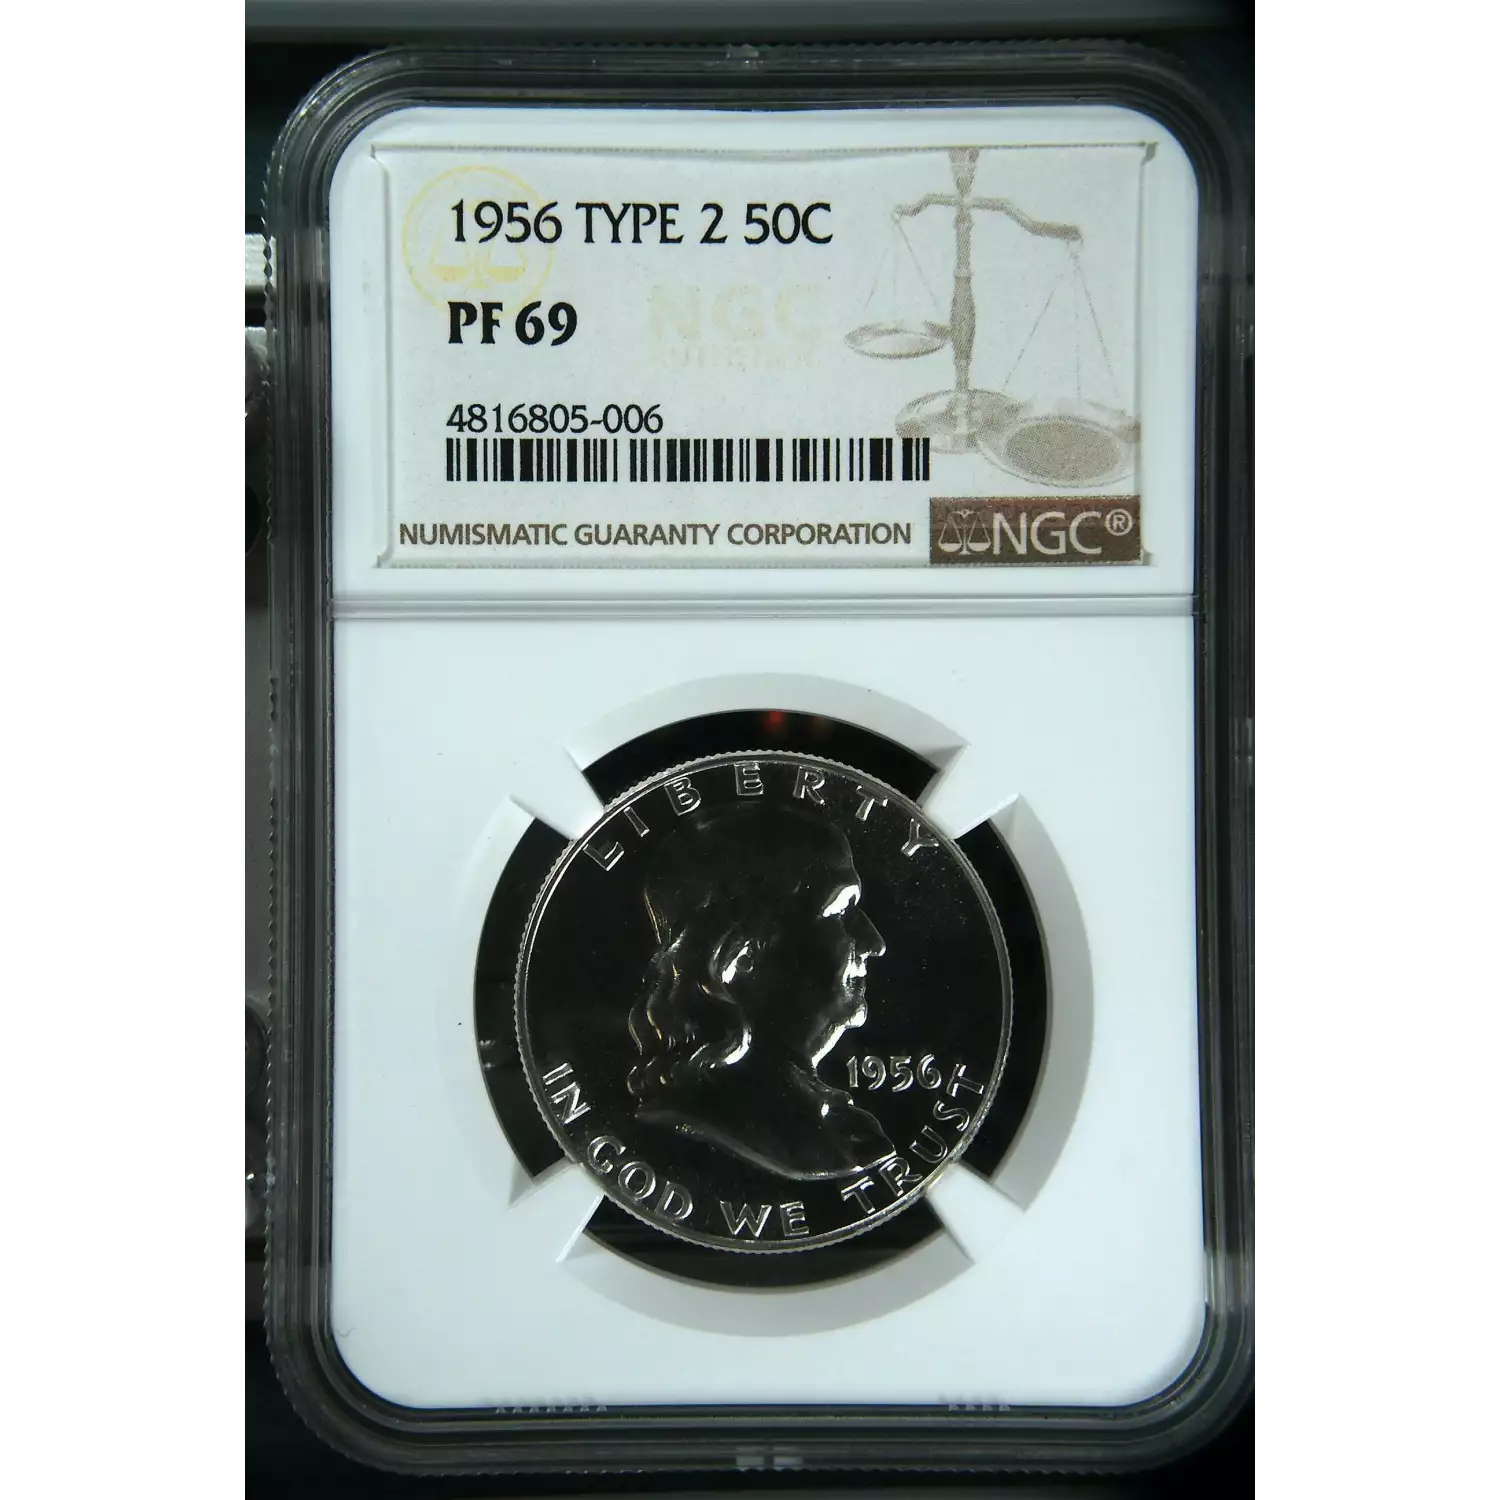 1956 TYPE 2 50C
PF 69
NGC
4816805-006
NUMISMATIC GUARANTY CORPORATION
NGC®
LIBERTY
1956
IN GOD WE TRUST